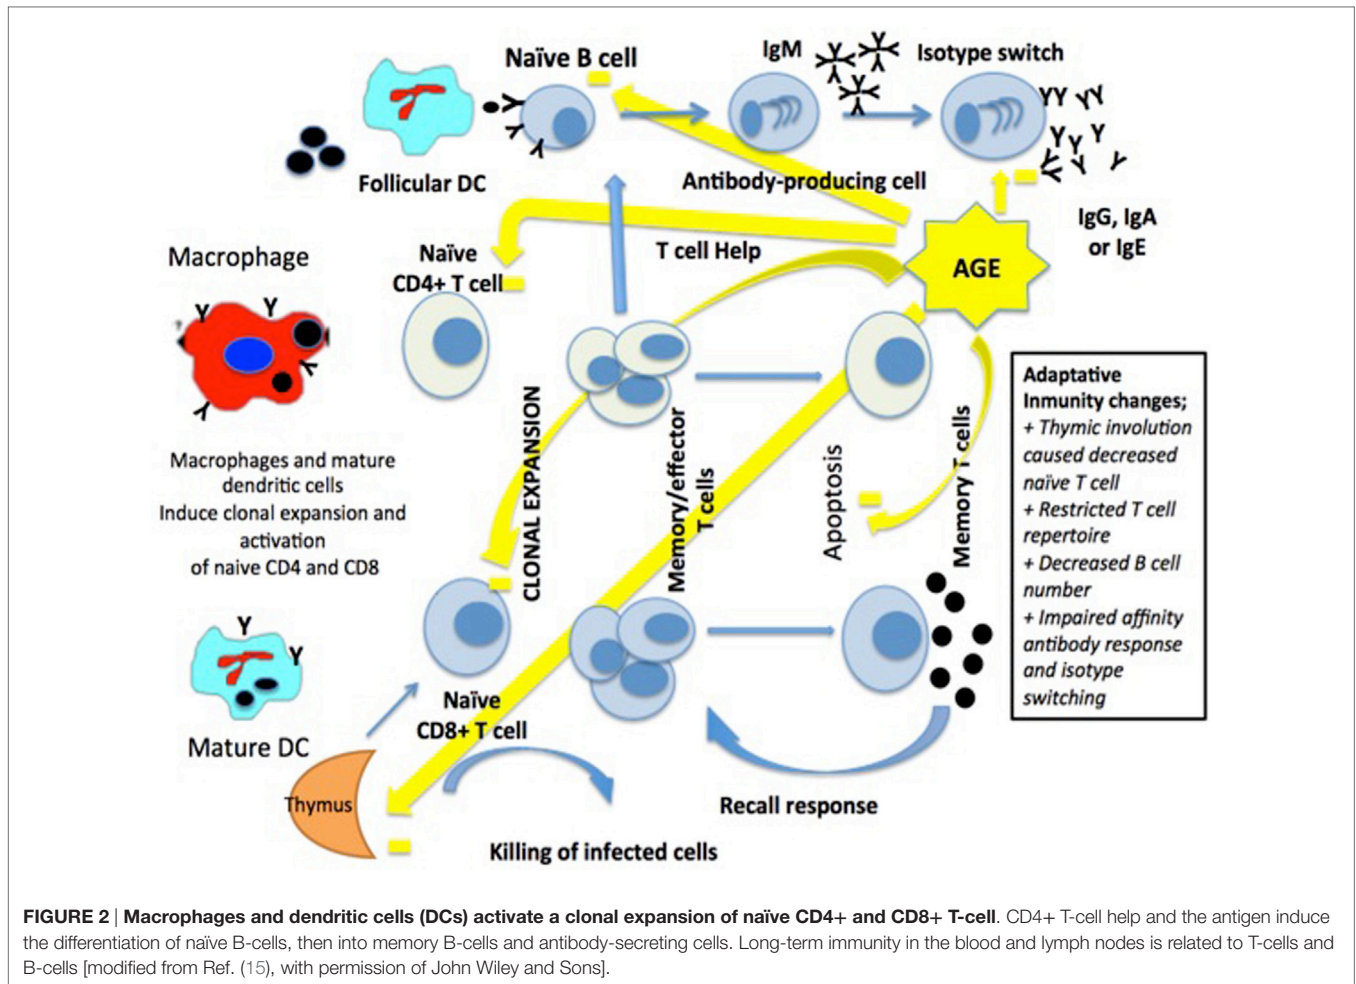 Naïve B cell
IgM
Isotype switch
Follicular DC
Antibody-producing cell
IgG, IgA
or IgE
Naïve
CD4+ T cell
T cell Help
AGE
Macrophage
Macrophages and mature
dendritic cells
Induce clonal expansion and
activation
of naive CD4 and CD8
CLONAL EXPANSION
Memory/effector
T cells
Apoptosis
Memory T cells
Adaptative
Inmunity changes;
+ Thymic involution
caused decreased
naïve T cell
+ Restricted T cell
repertoire
+ Decreased B cell
number
+ Impaired affinity
antibody response
and isotype
switching
Mature DC
Naïve
CD8+ T cell
Thymus
Recall response
Killing of infected cells
FIGURE 2 | Macrophages and dendritic cells (DCs) activate a clonal expansion of naïve CD4+ and CD8+ T-cell. CD4+ T-cell help and the antigen induce
the differentiation of naïve B-cells, then into memory B-cells and antibody-secreting cells. Long-term immunity in the blood and lymph nodes is related to T-cells and
B-cells [modified from Ref. (15), with permission of John Wiley and Sons].